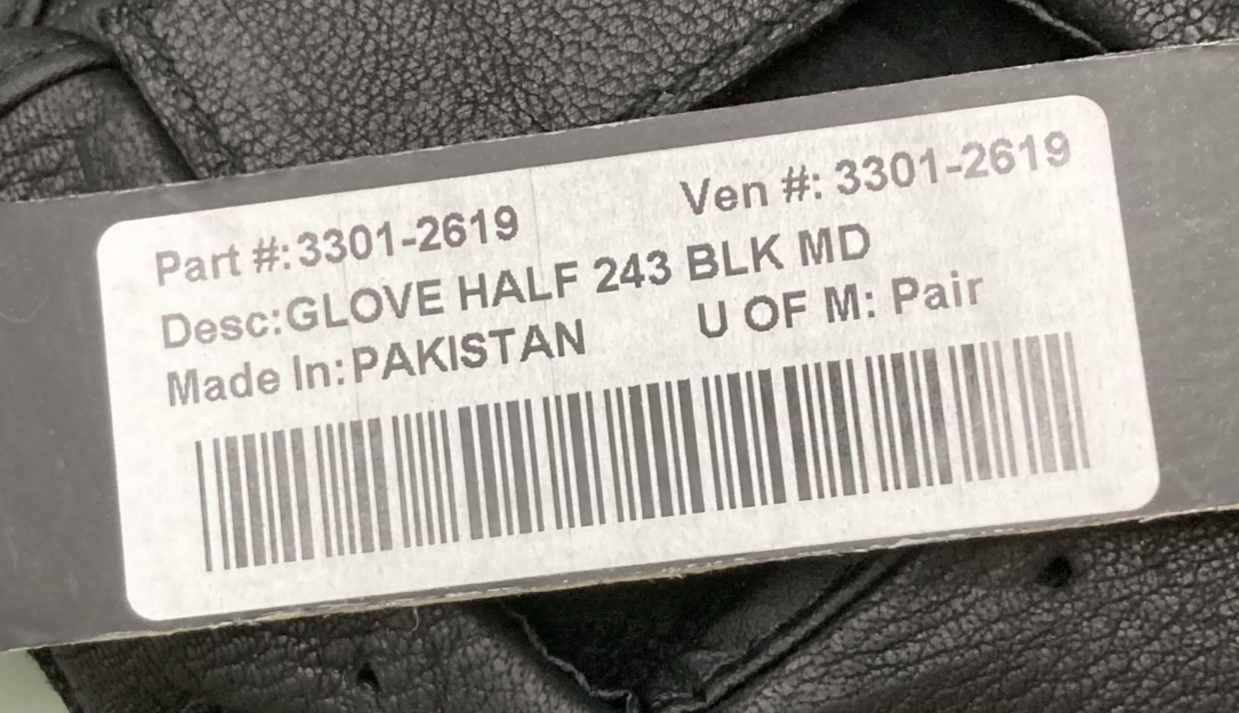 Part #:3301-2619 Ven #: 3301-2619
Desc:GLOVE HALF 243 BLK MD
Made In:PAKISTAN U OF M: Pair